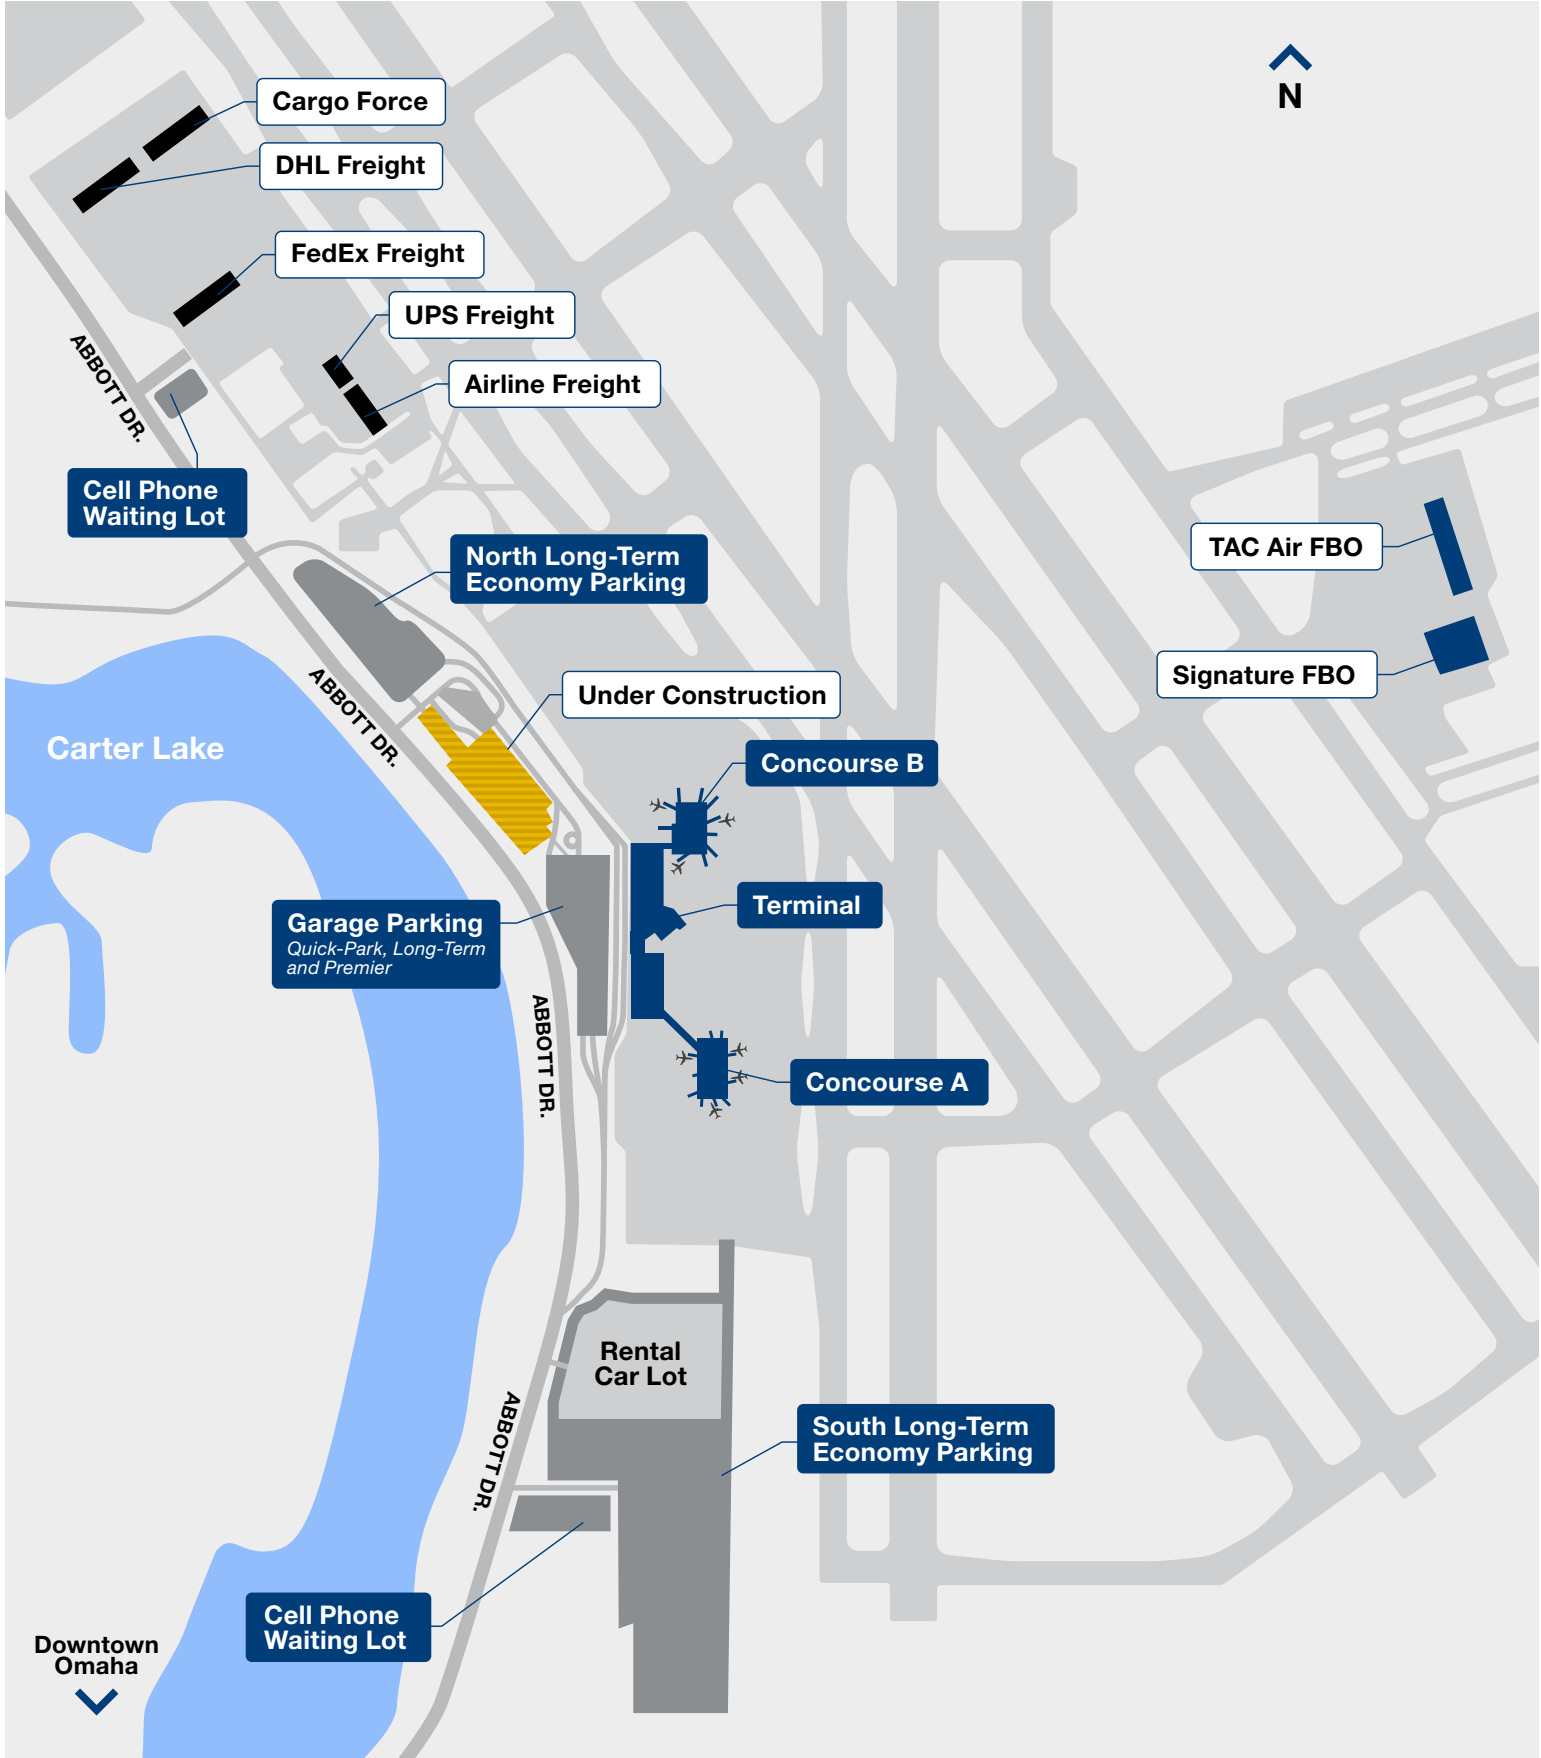 N
Cargo Force
DHL Freight
FedEx Freight
UPS Freight
Airline Freight
ABBOTT DR.
Cell Phone
Waiting Lot
North Long-Term
Economy Parking
TAC Air FBO
Signature FBO
ABBOTT DR.
Under Construction
Carter Lake
Concourse B
Terminal
Garage Parking
Quick-Park, Long-Term
and Premier
ABBOTT DR.
Concourse A
Rental
Car Lot
ABBOTT DR.
South Long-Term
Economy Parking
Cell Phone
Waiting Lot
Downtown
Omaha